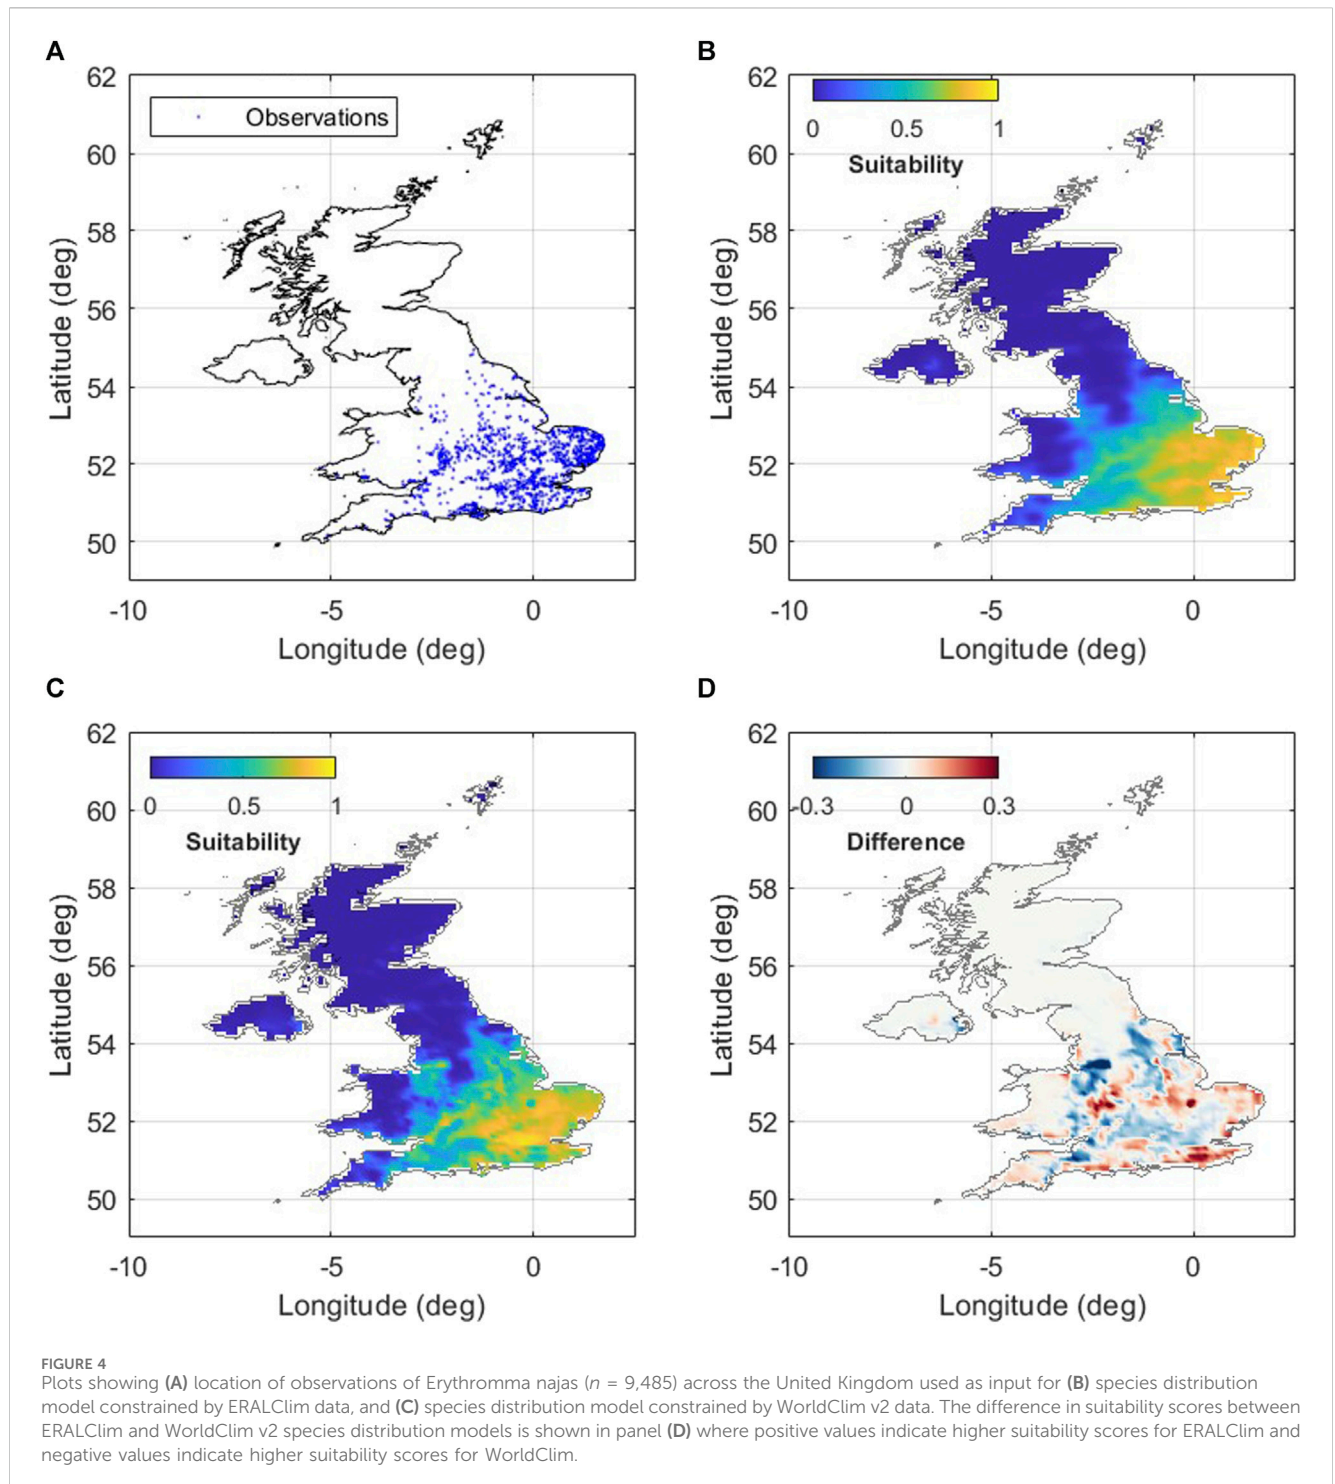 A
62
60
58
56
54
52
50
Latitude (deg)
Observations
-10
-5
0
Longitude (deg)
B
62
60
58
56
54
52
50
Latitude (deg)
0
0.5
1
Suitability
-10
-5
0
Longitude (deg)
C
62
60
58
56
54
52
50
Latitude (deg)
0
0.5
1
Suitability
-10
-5
0
Longitude (deg)
D
62
60
58
56
54
52
50
Latitude (deg)
-0.3
0
0.3
Difference
-10
-5
0
Longitude (deg)
FIGURE 4
Plots showing (A) location of observations of Erythromma najas (n = 9,485) across the United Kingdom used as input for (B) species distribution
model constrained by ERALClim data, and (C) species distribution model constrained by WorldClim v2 data. The difference in suitability scores between
ERALClim and WorldClim v2 species distribution models is shown in panel (D) where positive values indicate higher suitability scores for ERALClim and
negative values indicate higher suitability scores for WorldClim.